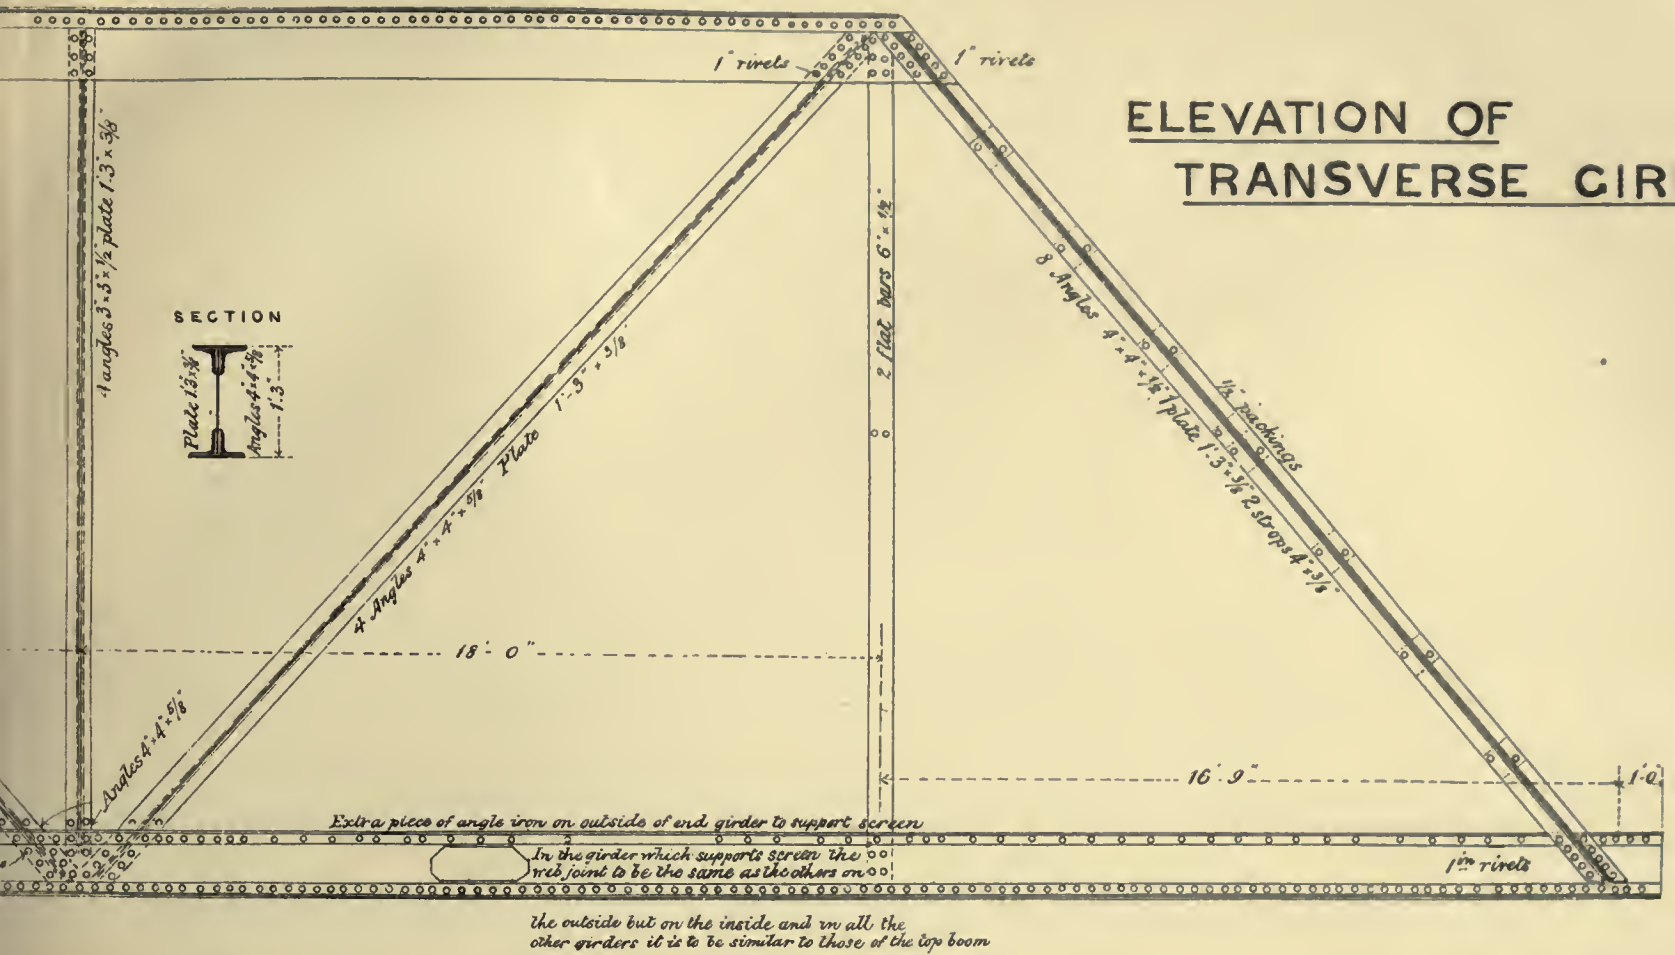 ELEVATION OF
TRANSVERSE GIR
1" rivets
1" rivets
4 angles 3" × 3" × 1/2 plate 1'.3" × 3/8"
SECTION
Plate 1'.3" × 3/8"
Angles 4" × 4" × 5/8"
1'.3"
4 Angles 4" × 4" × 5/8" Plate 1'-3" × 3/8"
2 flat bars 6" × 1/2"
8 Angles 4" × 4" × 1/2" 1 plate 1'.3" × 3/8" 2 strops 4" × 3/8"
1/2" packings
18'-0"
Angles 4" × 4" × 5/8"
16'-9"
1'-0"
Extra piece of angle iron on outside of end girder to support screen
In the girder which supports screen the
web joint to be the same as the others on
1in rivets
the outside but on the inside and in all the
other girders it is to be similar to those of the top boom